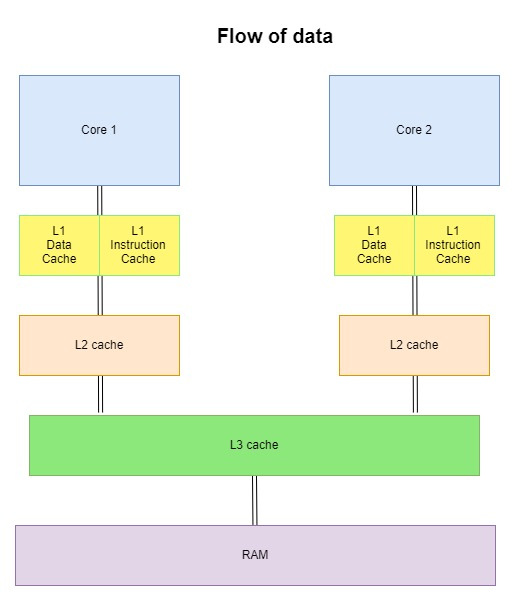 Flow of data
Core 1
Core 2
L1
Data
Cache
L1
Instruction
Cache
L1
Data
Cache
L1
Instruction
Cache
L2 cache
L2 cache
L3 cache
RAM